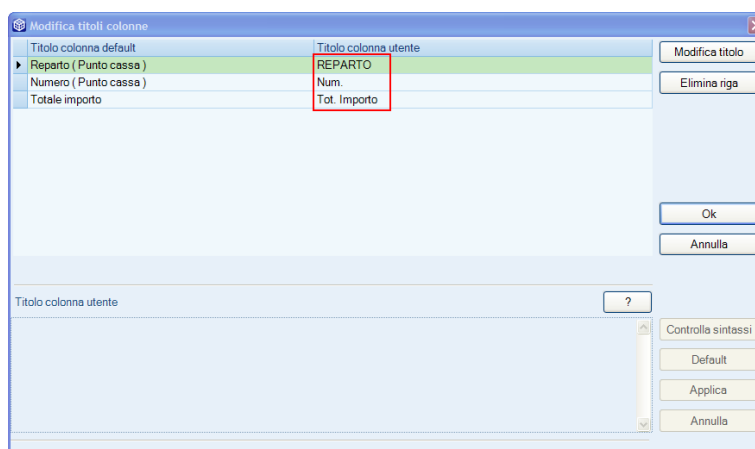 Modifica titoli colonne
Titolo colonna default Titolo colonna utente
Reparto ( Punto cassa ) REPARTO
Numero ( Punto cassa ) Num.
Totale importo Tot. Importo
Modifica titolo
Elimina riga
Ok
Annulla
Titolo colonna utente ?
Controlla sintassi
Default
Applica
Annulla